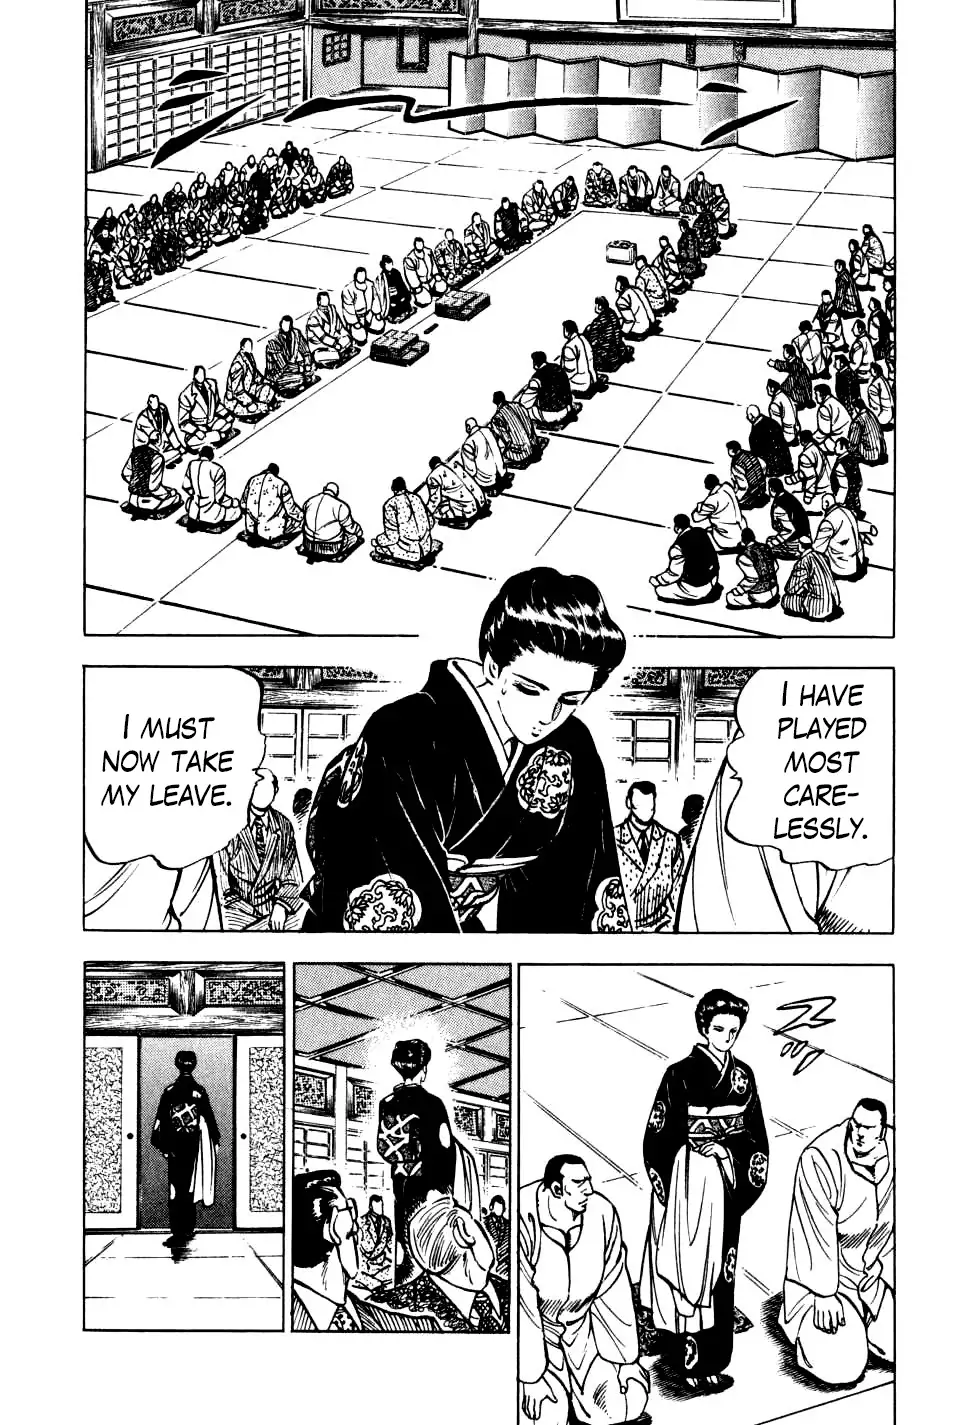 I HAVE
PLAYED
MOST
CARE-
LESSLY.
I MUST
NOW TAKE
MY LEAVE.